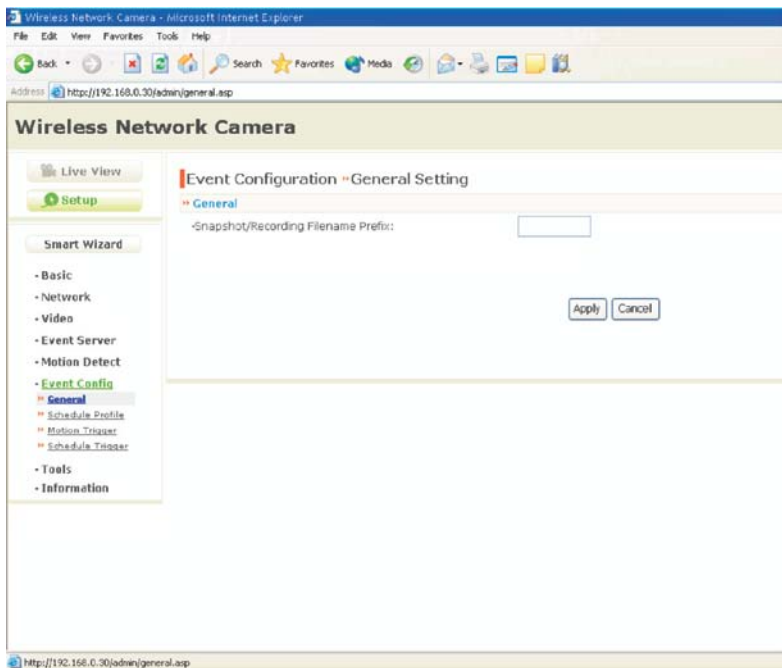 Wireless Network Camera - Microsoft Internet Explorer
File Edit View Favorites Tools Help
Back Search Favorites Media
Address http://192.168.0.30/admin/general.asp
Wireless Network Camera
Live View
Setup
Smart Wizard
- Basic
- Network
- Video
- Event Server
- Motion Detect
- Event Config
» General
» Schedule Profile
» Motion Trigger
» Schedule Trigger
- Tools
- Information
Event Configuration »General Setting
» General
-Snapshot/Recording Filename Prefix:
Apply Cancel
http://192.168.0.30/admin/general.asp